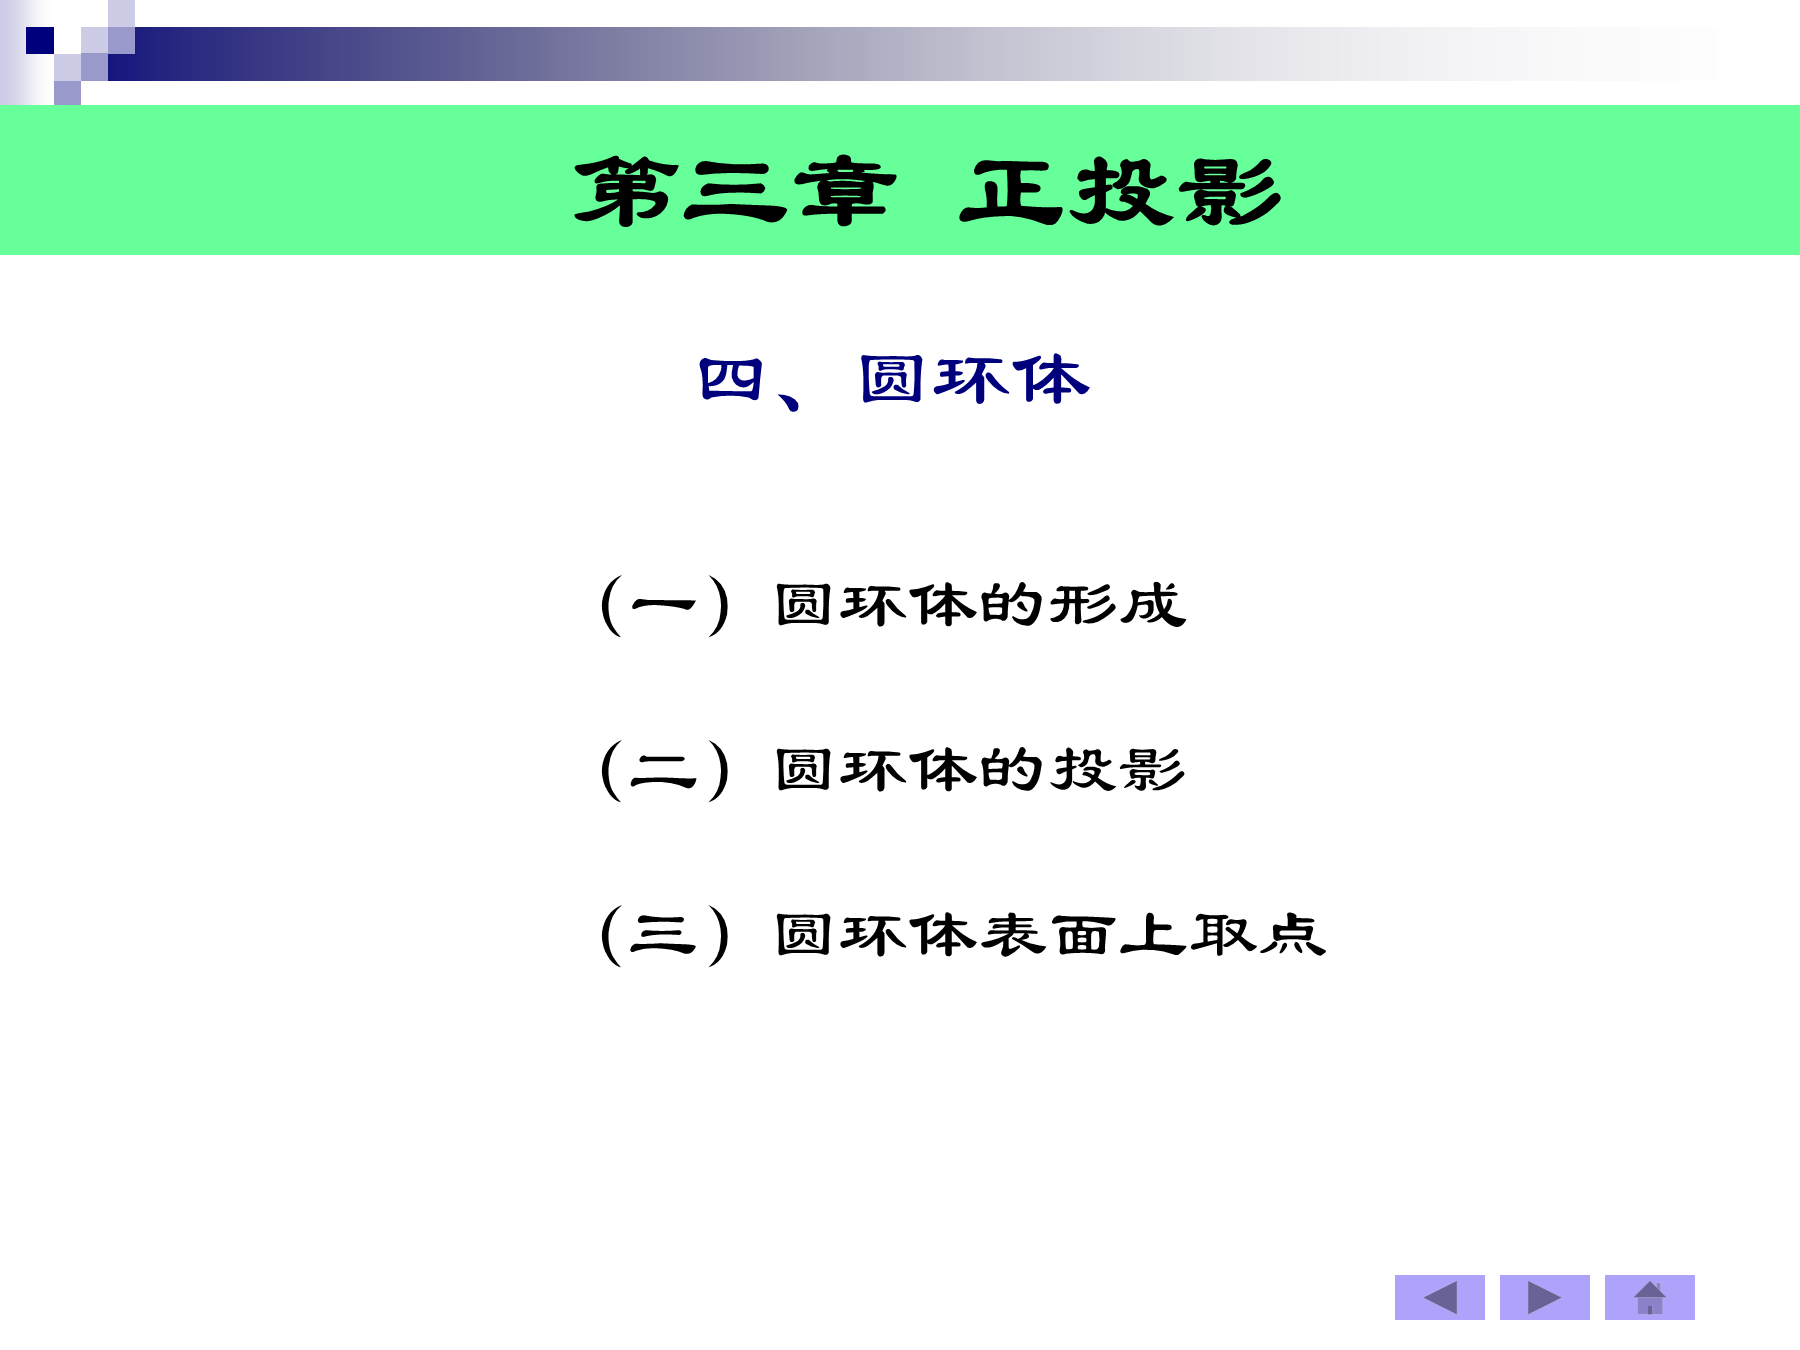 第三章 正投影
四、圆环体
(一) 圆环体的形成
(二) 圆环体的投影
(三) 圆环体表面上取点